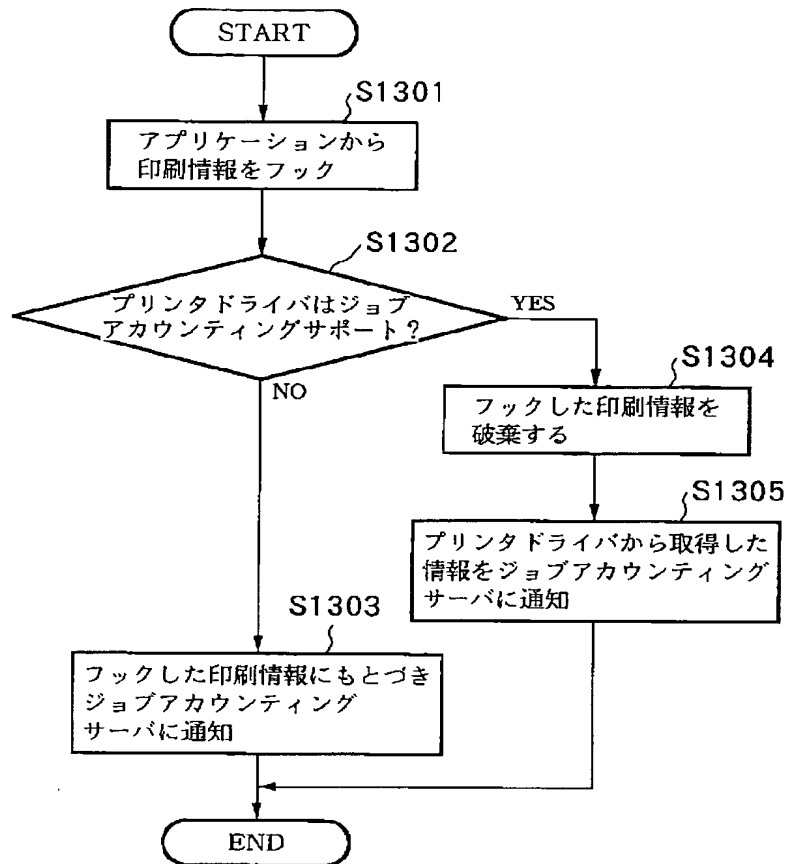 START
S1301
アプリケーションから
印刷情報をフック
S1302
プリンタドライバはジョブ
アカウンティングサポート？
YES
NO
S1304
フックした印刷情報を
破棄する
S1305
プリンタドライバから取得した
情報をジョブアカウンティング
サーバに通知
S1303
フックした印刷情報にもとづき
ジョブアカウンティング
サーバに通知
END